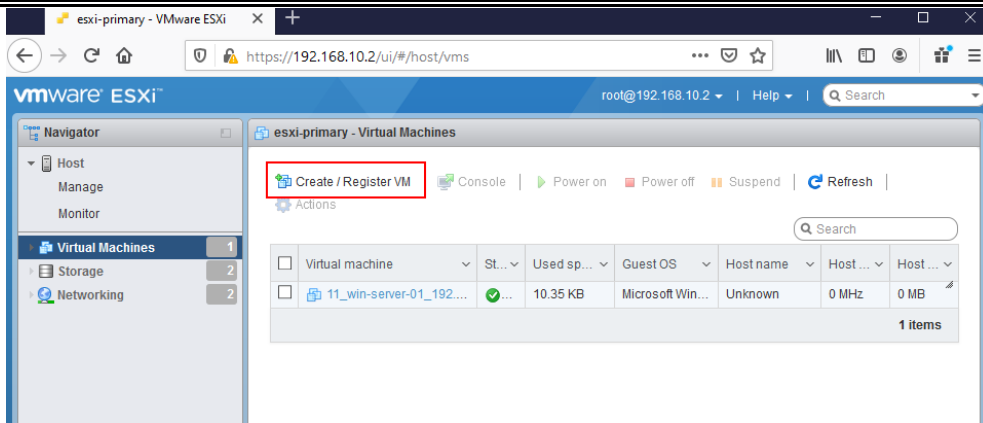 esxi-primary - VMware ESXi
https://192.168.10.2/ui/#/host/vms
vmware ESXi™
root@192.168.10.2 | Help | Search
Navigator
esxi-primary - Virtual Machines
Host
Manage
Monitor
Virtual Machines 1
Storage 2
Networking 2
Create / Register VM Console | Power on Power off Suspend | Refresh |
Actions
Search
Virtual machine St... Used sp... Guest OS Host name Host ... Host ...
11_win-server-01_192.... ... 10.35 KB Microsoft Win... Unknown 0 MHz 0 MB
1 items